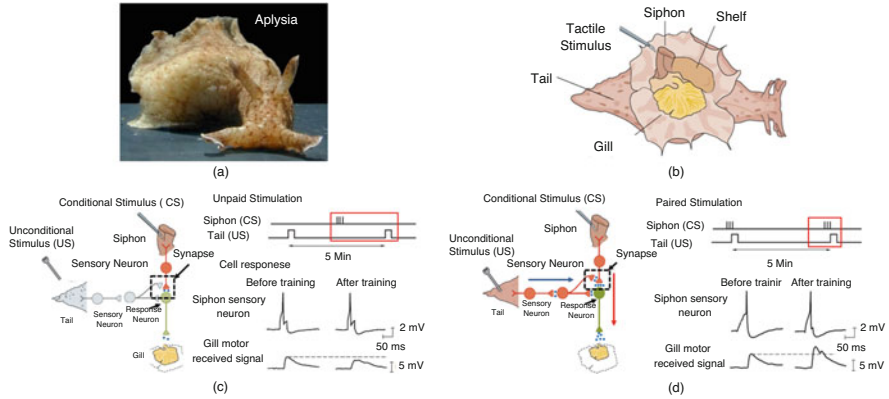 Aplysia
(a)
Siphon
Tactile
Stimulus
Shelf
Tail
Gill
(b)
Conditional Stimulus ( CS)
Unconditional
Stimulus (US)
Siphon
Synapse
Sensory Neuron
Tail
Sensory
Neuron
Response
Neuron
Gill
Unpaid Stimulation
Siphon (CS)
Tail (US)
5 Min
Cell responese
Before training
After training
Siphon sensory
neuron
2 mV
50 ms
Gill motor
received signal
5 mV
(c)
Conditional Stimulus (CS)
Unconditional
Stimulus (US)
Siphon
Synapse
Sensory Neuron
Tail
Sensory
Neuron
Response
Neuron
Paired Stimulation
Siphon (CS)
Tail (US)
5 Min
Before trainir
After training
Siphon sensory
neuron
2 mV
50 ms
Gill motor
received signal
5 mV
(d)